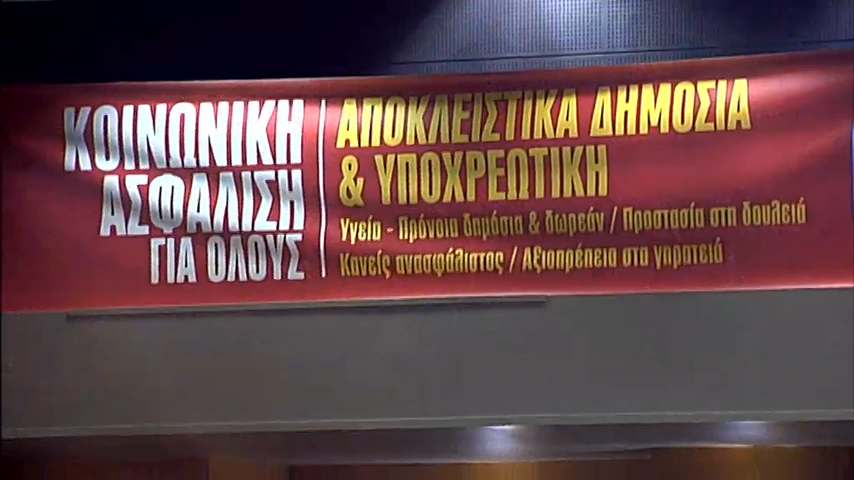 ΚΟΙΝΩΝΙΚΗ
ΑΣΦΑΛΙΣΗ
ΓΙΑ ΟΛΟΥΣ
ΑΠΟΚΛΕΙΣΤΙΚΑ ΔΗΜΟΣΙΑ
& ΥΠΟΧΡΕΩΤΙΚΗ
Υγεία - Πρόνοια δημόσια & δωρεάν / Προστασία στη δουλειά
Κανείς ανασφάλιστος / Αξιοπρέπεια στα γηρατειά